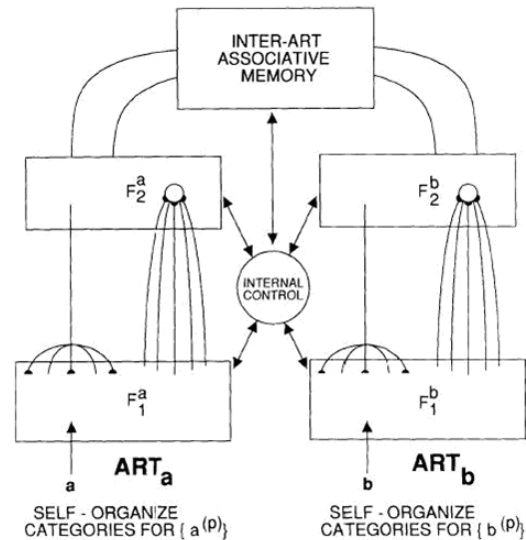 INTER-ART
ASSOCIATIVE
MEMORY
F₂ᵃ
F₂ᵇ
INTERNAL
CONTROL
F₁ᵃ
F₁ᵇ
ARTₐ
ART_b
a
b
SELF - ORGANIZE
CATEGORIES FOR { a⁽ᵖ⁾}
SELF - ORGANIZE
CATEGORIES FOR { b⁽ᵖ⁾}